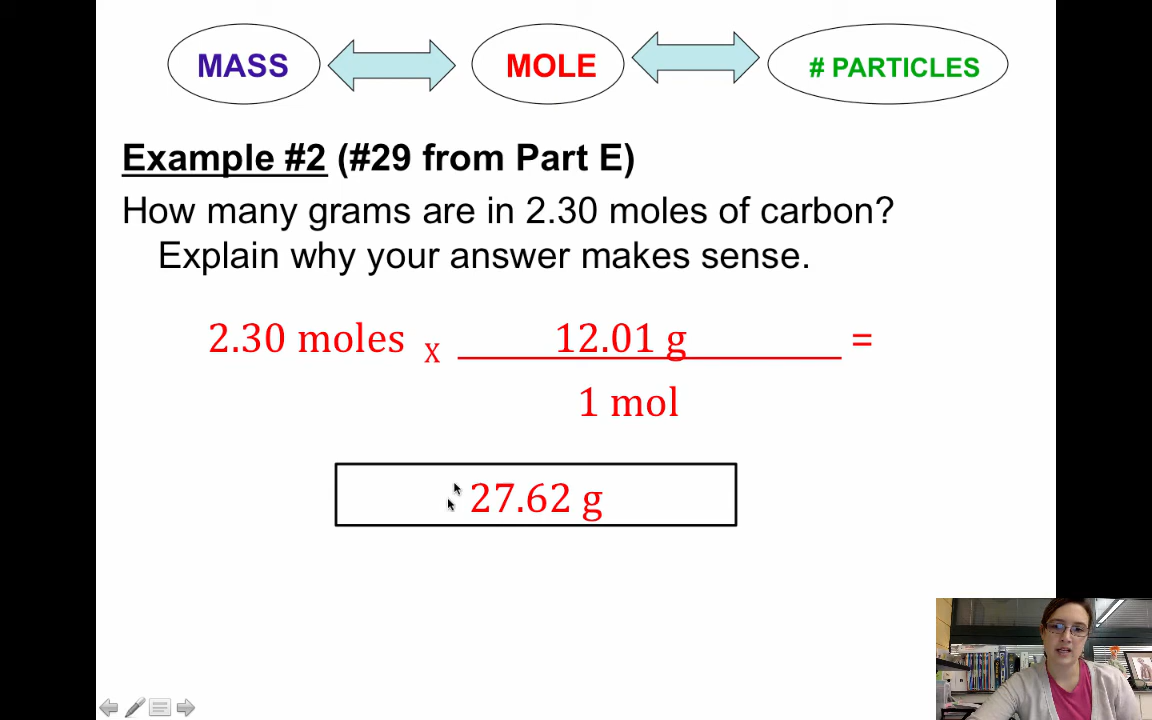 MASS MOLE # PARTICLES
Example #2 (#29 from Part E)
How many grams are in 2.30 moles of carbon?
Explain why your answer makes sense.
2.30 moles x 12.01 g =
1 mol
27.62 g